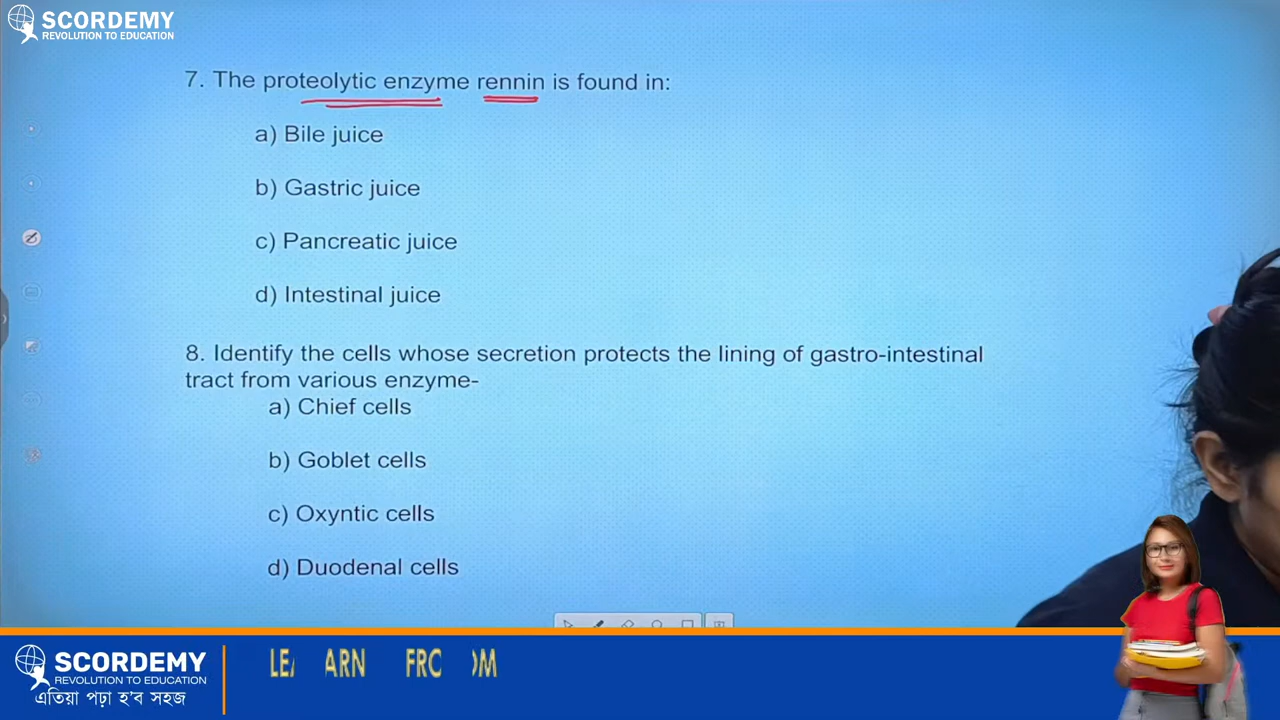 SCORDEMY
REVOLUTION TO EDUCATION
7. The proteolytic enzyme rennin is found in:
a) Bile juice
b) Gastric juice
c) Pancreatic juice
d) Intestinal juice
8. Identify the cells whose secretion protects the lining of gastro-intestinal
tract from various enzyme-
a) Chief cells
b) Goblet cells
c) Oxyntic cells
d) Duodenal cells
SCORDEMY
REVOLUTION TO EDUCATION
এতিয়া পঢ়া হ'ব সহজ
LEARN FROM